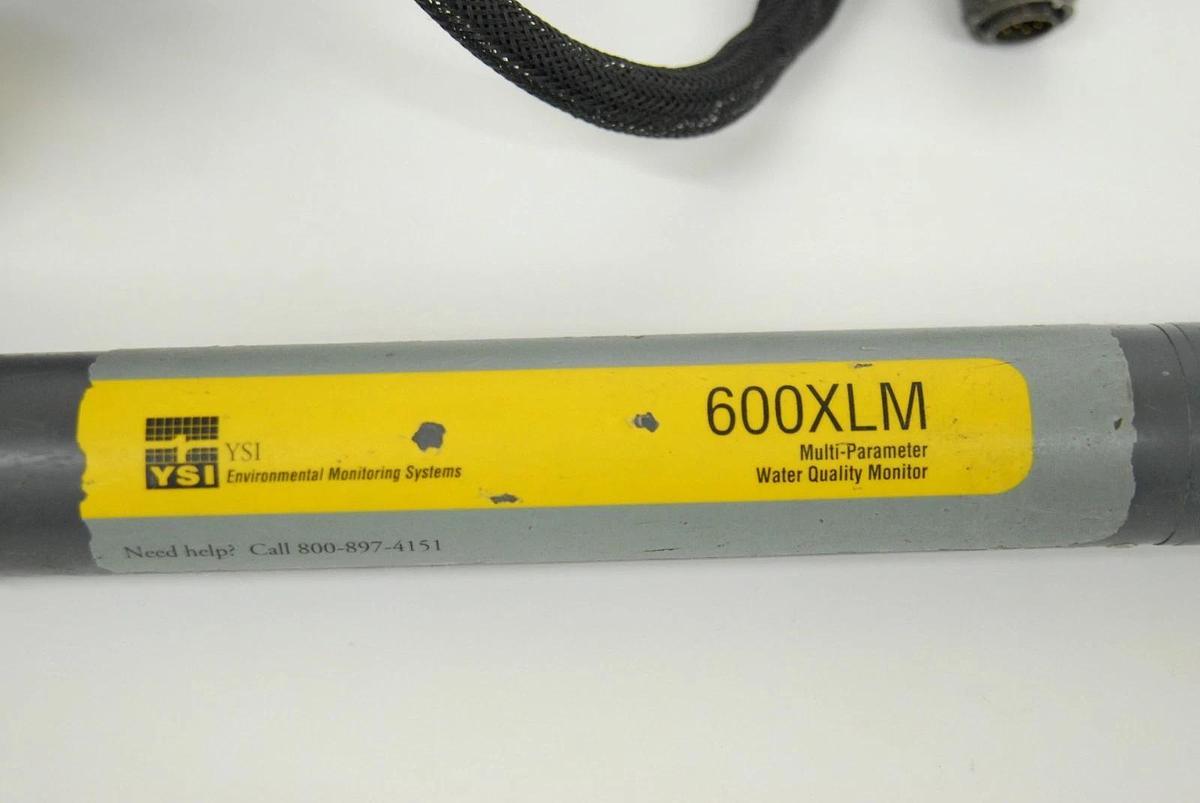 YSI
YSI
Environmental Monitoring Systems
600XLM
Multi-Parameter
Water Quality Monitor
Need help? Call 800-897-4151